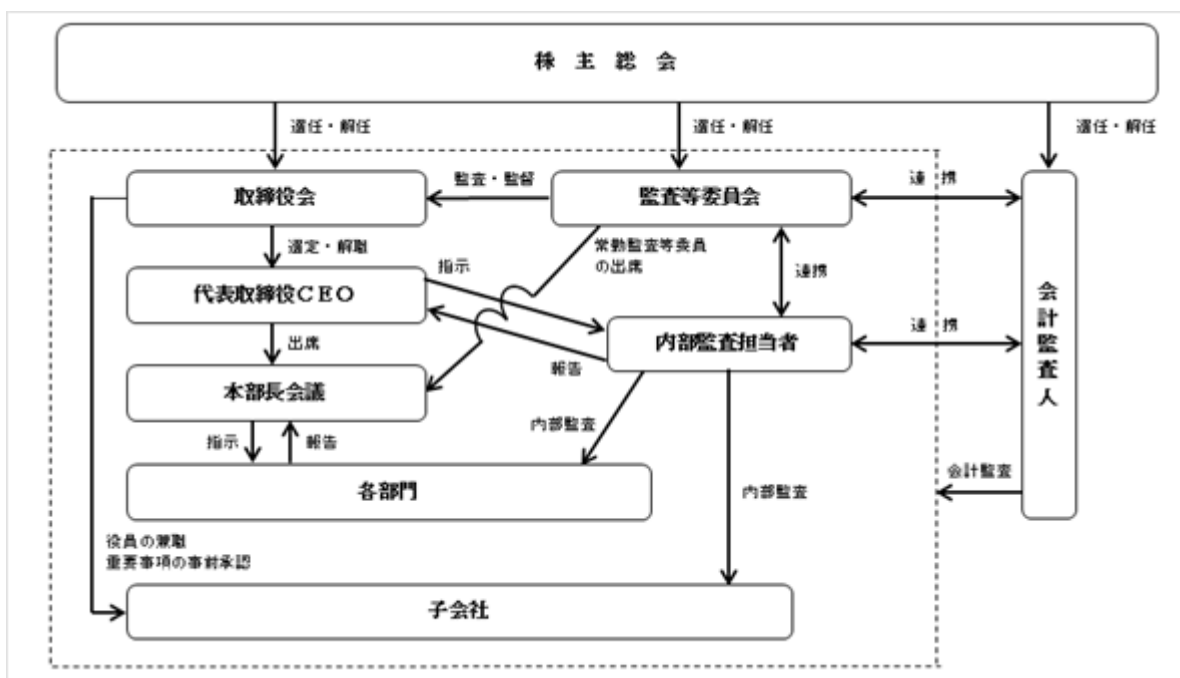 株 主 総 会
選任・解任
選任・解任
選任・解任
取締役会
監査・監督
監査等委員会
連 携
選定・解職
常勤監査等委員
の出席
指示
連携
代表取締役CEO
会計監査人
出席
内部監査担当者
連 携
報告
本部長会議
内部監査
指示
報告
各部門
内部監査
会計監査
役員の兼職
重要事項の事前承認
子会社